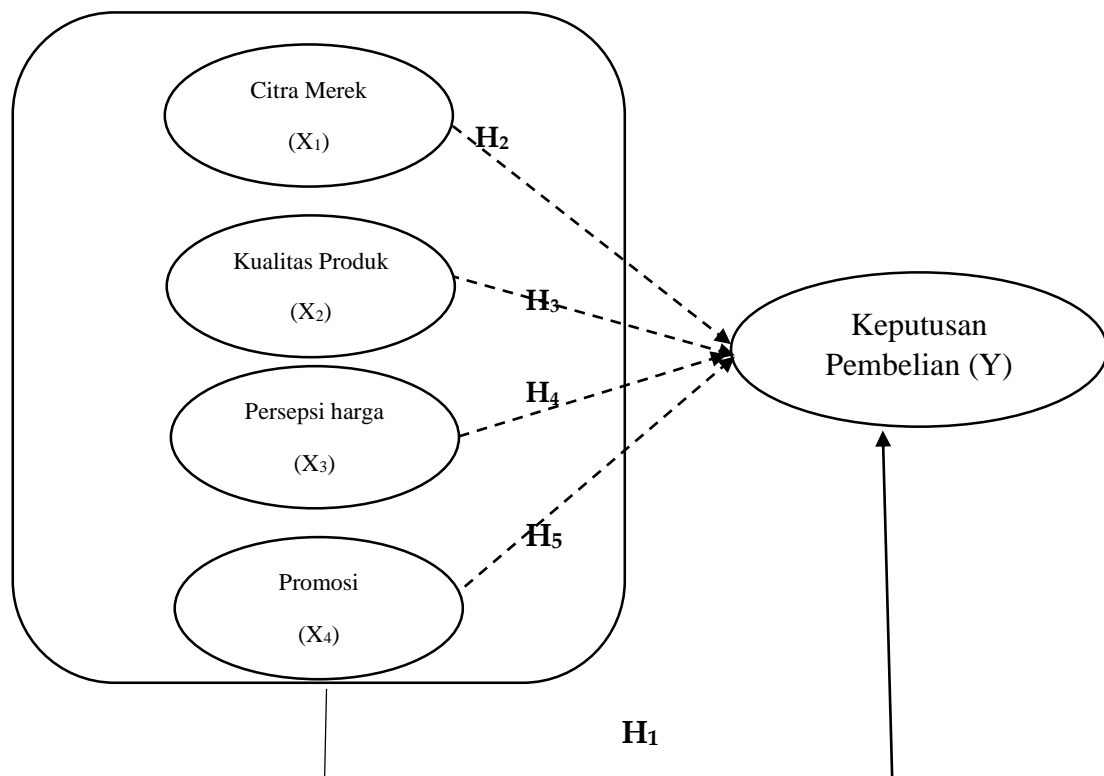 Citra Merek
(X₁)
H₂
Kualitas Produk
(X₂)
H₃
Keputusan
Pembelian (Y)
Persepsi harga
(X₃)
H₄
Promosi
(X₄)
H₅
H₁